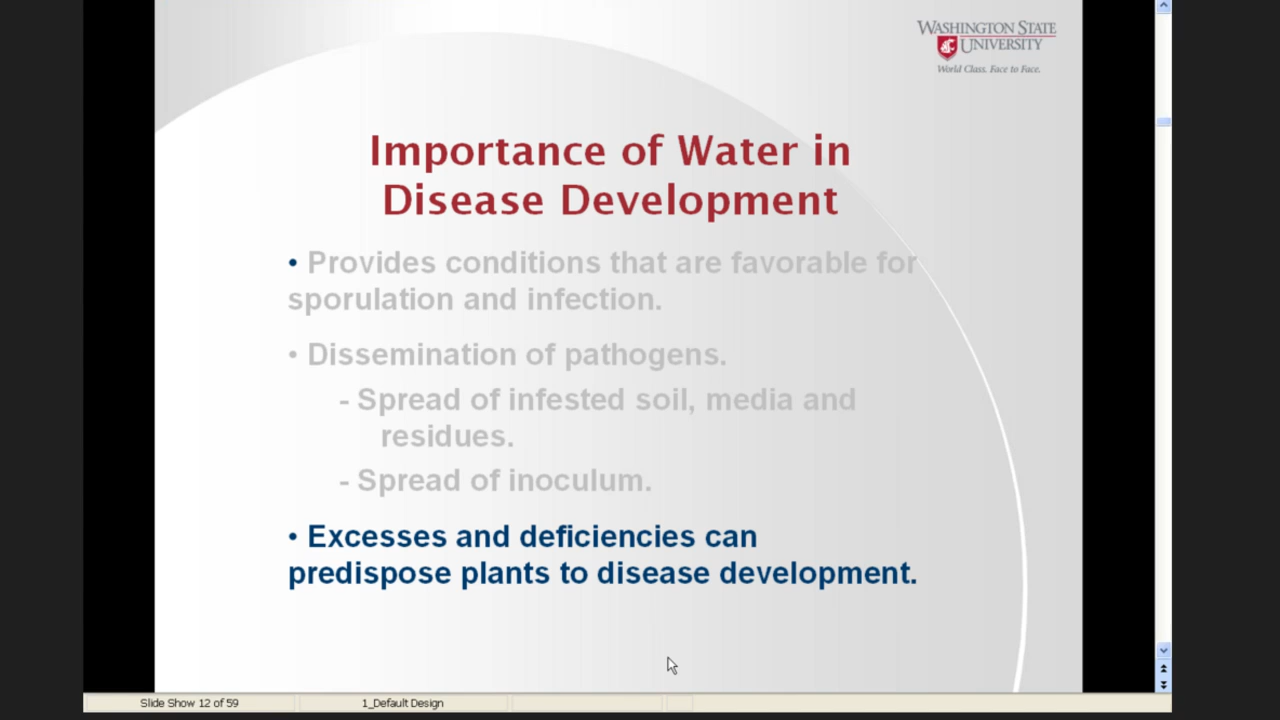 WASHINGTON STATE
UNIVERSITY
World Class. Face to Face.
Importance of Water in
Disease Development
• Provides conditions that are favorable for
sporulation and infection.
• Dissemination of pathogens.
- Spread of infested soil, media and
residues.
- Spread of inoculum.
• Excesses and deficiencies can
predispose plants to disease development.
Slide Show 12 of 59
1_Default Design